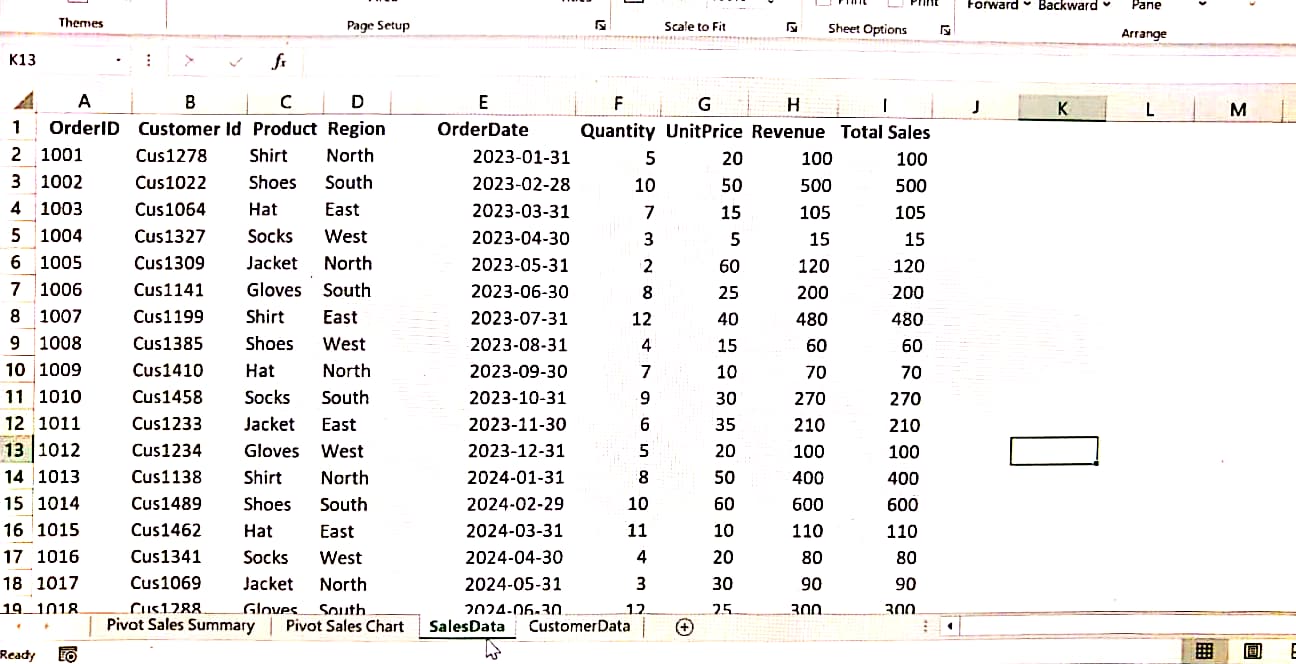 Forward Backward Pane
Themes Page Setup Scale to Fit Sheet Options Arrange
K13 fx
A B C D E F G H I J K L M
1 OrderID Customer Id Product Region OrderDate Quantity UnitPrice Revenue Total Sales
2 1001 Cus1278 Shirt North 2023-01-31 5 20 100 100
3 1002 Cus1022 Shoes South 2023-02-28 10 50 500 500
4 1003 Cus1064 Hat East 2023-03-31 7 15 105 105
5 1004 Cus1327 Socks West 2023-04-30 3 5 15 15
6 1005 Cus1309 Jacket North 2023-05-31 2 60 120 120
7 1006 Cus1141 Gloves South 2023-06-30 8 25 200 200
8 1007 Cus1199 Shirt East 2023-07-31 12 40 480 480
9 1008 Cus1385 Shoes West 2023-08-31 4 15 60 60
10 1009 Cus1410 Hat North 2023-09-30 7 10 70 70
11 1010 Cus1458 Socks South 2023-10-31 9 30 270 270
12 1011 Cus1233 Jacket East 2023-11-30 6 35 210 210
13 1012 Cus1234 Gloves West 2023-12-31 5 20 100 100
14 1013 Cus1138 Shirt North 2024-01-31 8 50 400 400
15 1014 Cus1489 Shoes South 2024-02-29 10 60 600 600
16 1015 Cus1462 Hat East 2024-03-31 11 10 110 110
17 1016 Cus1341 Socks West 2024-04-30 4 20 80 80
18 1017 Cus1069 Jacket North 2024-05-31 3 30 90 90
19 1018 Cus1288 Gloves South 2024-06-30 12 25 300 300
Pivot Sales Summary Pivot Sales Chart SalesData CustomerData
Ready